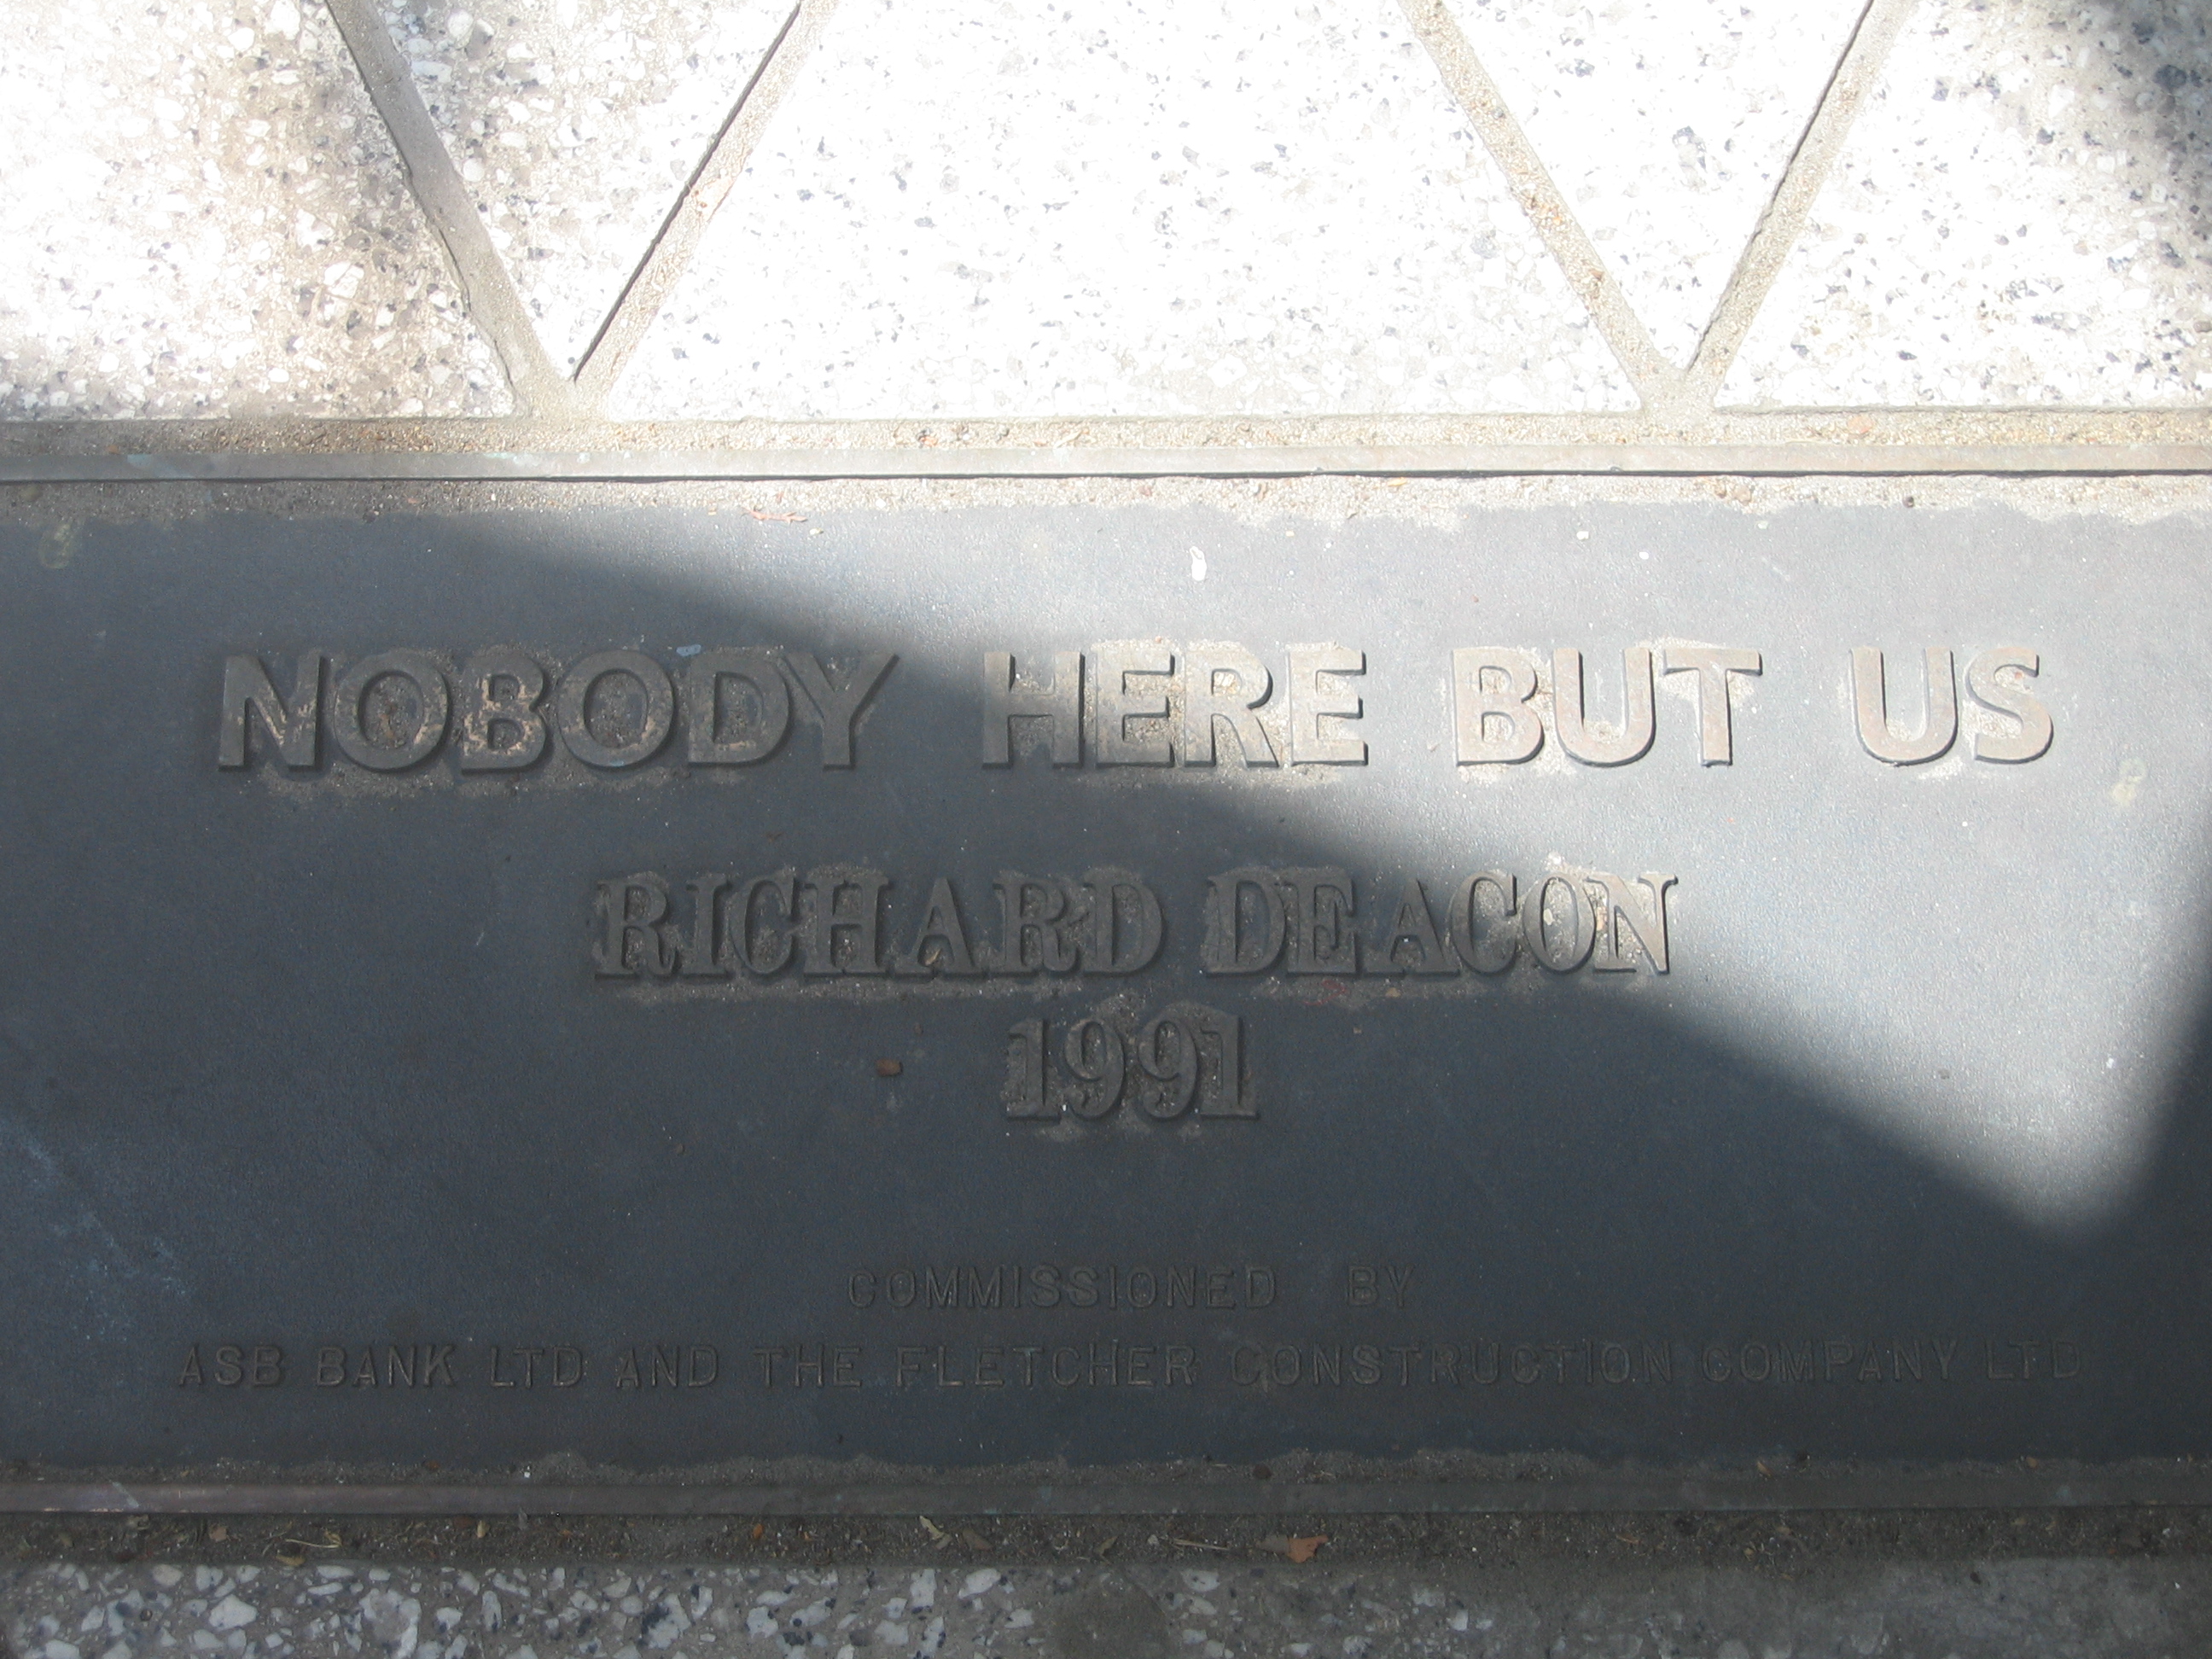 NOBODY HERE BUT US
RICHARD DEACON
1991
COMMISSIONED BY
ASB BANK LTD AND THE FLETCHER CONSTRUCTION COMPANY LTD